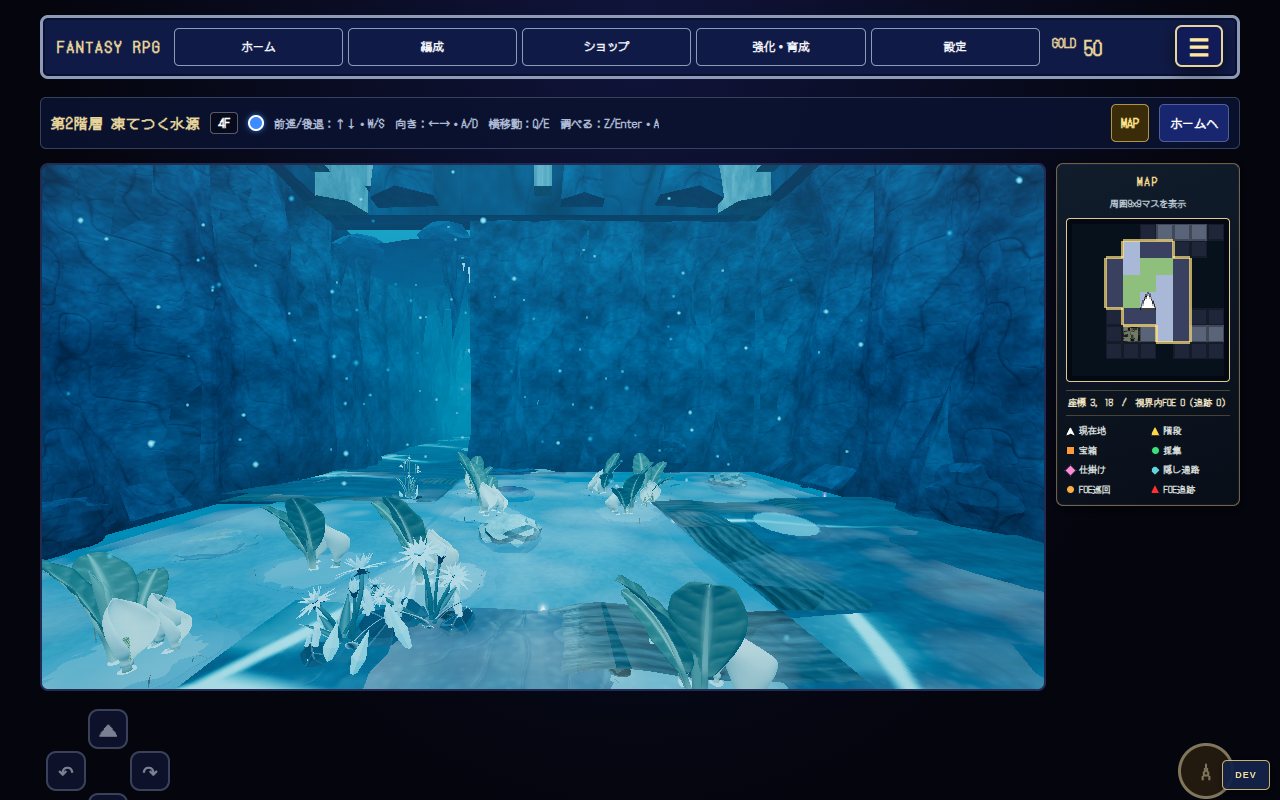 FANTASY RPG
ホーム
編成
ショップ
強化・育成
設定
GOLD 50
第2階層 凍てつく水源
4F
前進/後退：↑↓・W/S 向き：←→・A/D 横移動：Q/E 調べる：Z/Enter・A
MAP
ホームへ
MAP
周囲9x9マスを表示
座標 3, 18 / 視界内FOE 0 (追跡 0)
現在地
階段
宝箱
採集
仕掛け
隠し通路
FOE巡回
FOE追跡
A
DEV